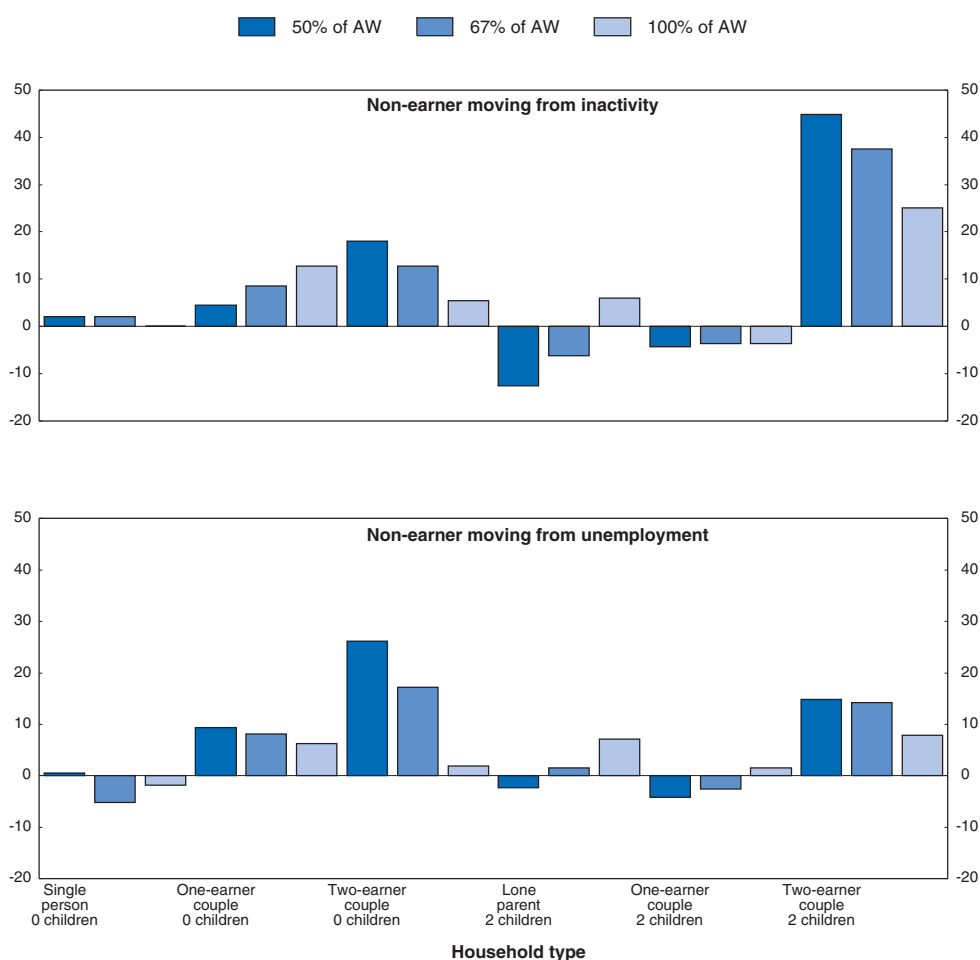 50% of AW 67% of AW 100% of AW
Non-earner moving from inactivity
50 50
40 40
30 30
20 20
10 10
0 0
-10 -10
-20 -20
Non-earner moving from unemployment
50 50
40 40
30 30
20 20
10 10
0 0
-10 -10
-20 -20
Single person 0 children
One-earner couple 0 children
Two-earner couple 0 children
Lone parent 2 children
One-earner couple 2 children
Two-earner couple 2 children
Household type